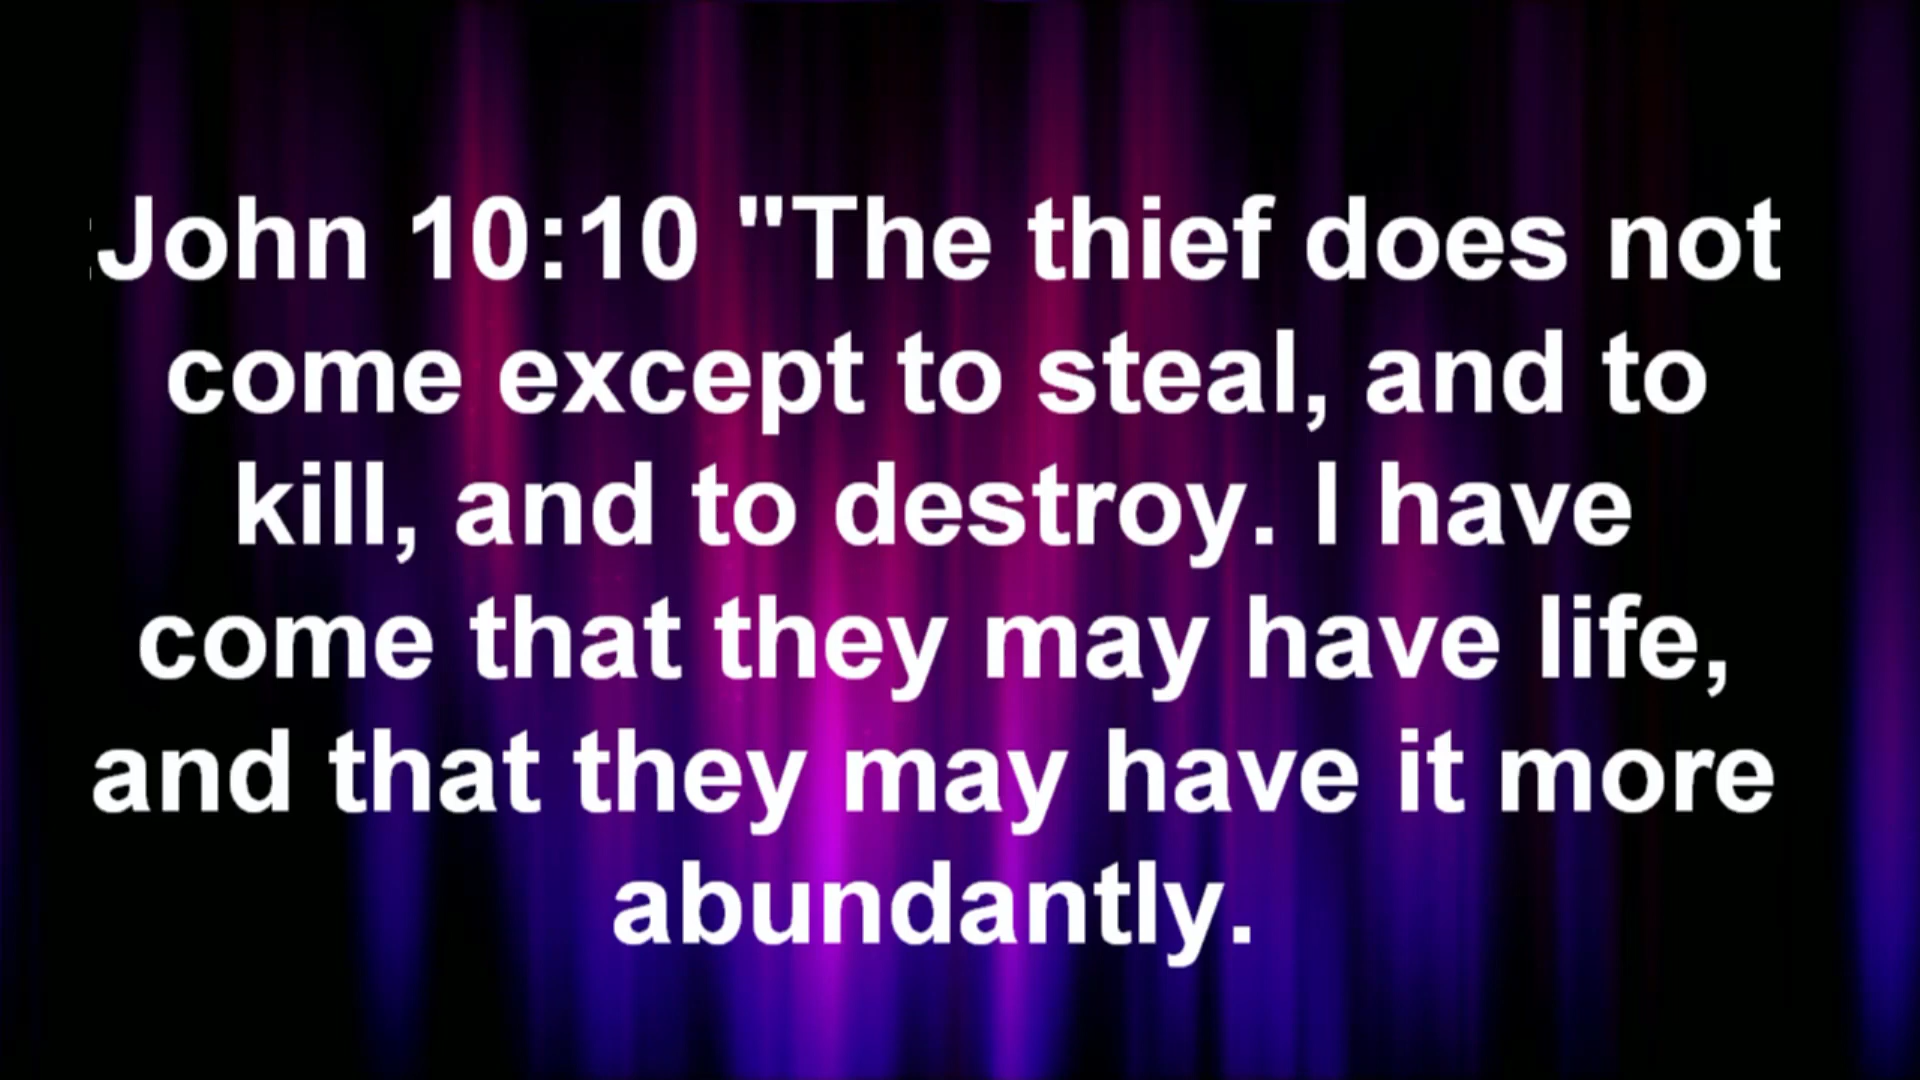 John 10:10 "The thief does not
come except to steal, and to
kill, and to destroy. I have
come that they may have life,
and that they may have it more
abundantly.